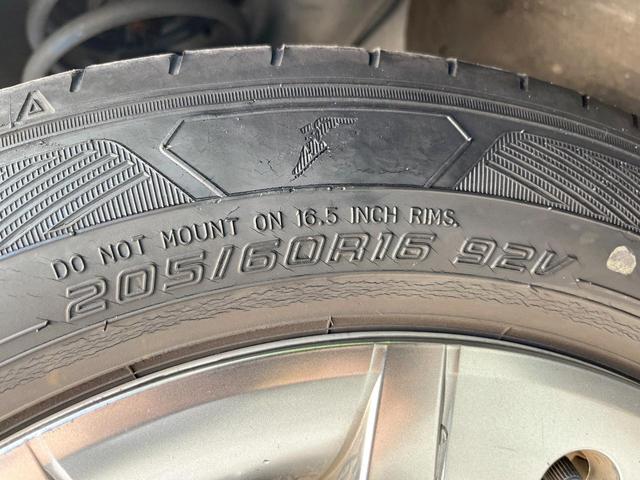 DO NOT MOUNT ON 16.5 INCH RIMS.
205/60R16 92V